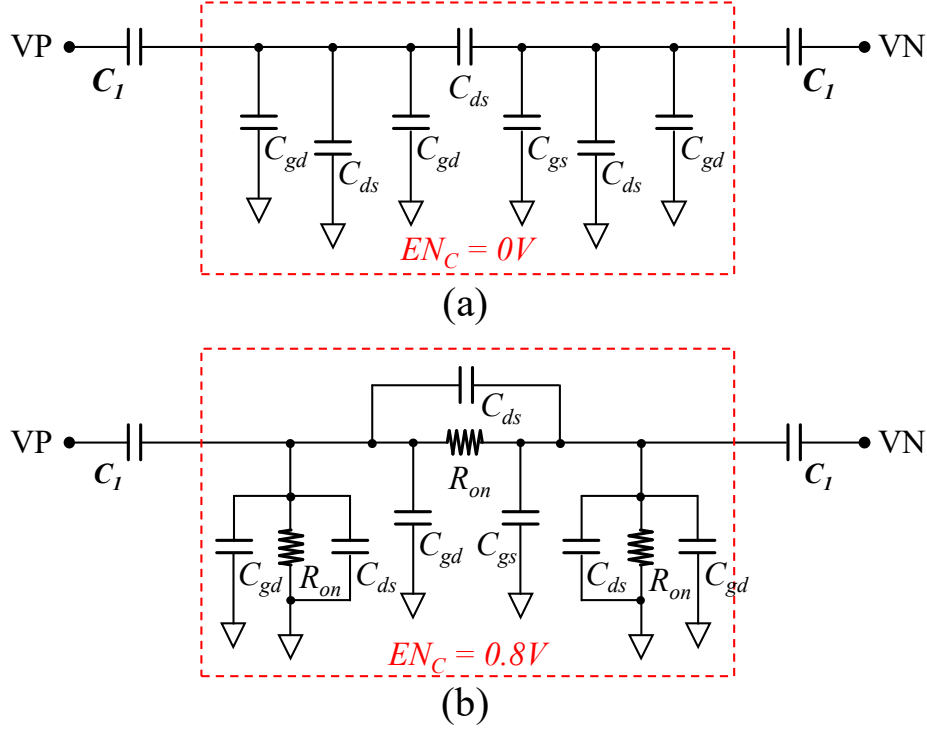 VP
C1
Cgd
Cds
Cgd
Cds
Cgs
Cds
Cgd
C1
VN
ENC = 0V
(a)
VP
C1
Cds
Ron
Cgd
Ron
Cds
Cgd
Cgs
Cds
Ron
Cgd
C1
VN
ENC = 0.8V
(b)